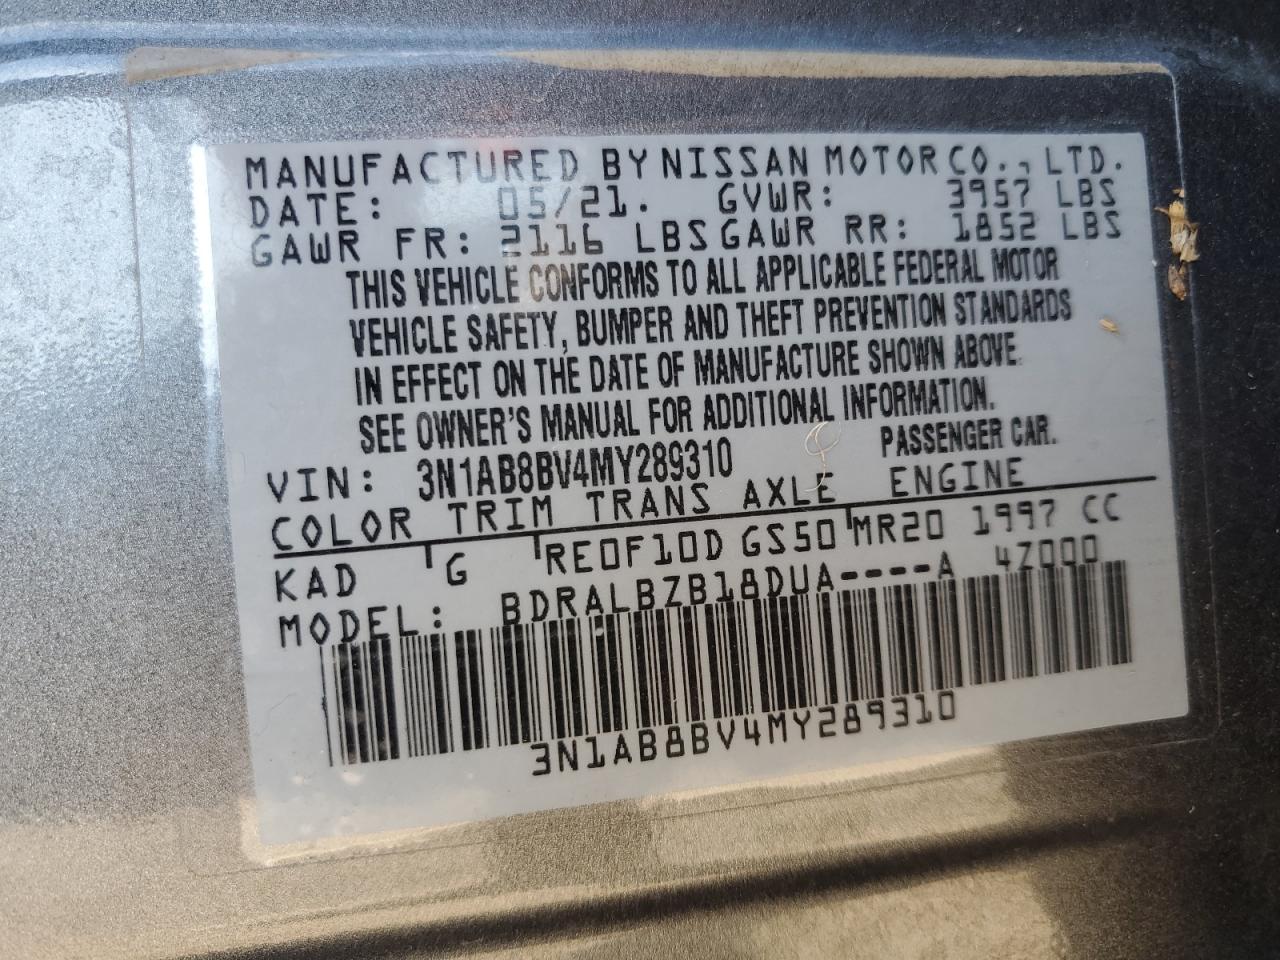 MANUFACTURED BY NISSAN MOTOR CO., LTD.
DATE: 05/21. GVWR: 3957 LBS
GAWR FR: 2116 LBS GAWR RR: 1852 LBS
THIS VEHICLE CONFORMS TO ALL APPLICABLE FEDERAL MOTOR
VEHICLE SAFETY, BUMPER AND THEFT PREVENTION STANDARDS
IN EFFECT ON THE DATE OF MANUFACTURE SHOWN ABOVE.
SEE OWNER'S MANUAL FOR ADDITIONAL INFORMATION.
VIN: 3N1AB8BV4MY289310 PASSENGER CAR.
COLOR TRIM TRANS AXLE ENGINE
KAD G RE0F10D GS50 MR20 1997 CC
MODEL: BDRALBZB18DUA----A 4Z000
3N1AB8BV4MY289310